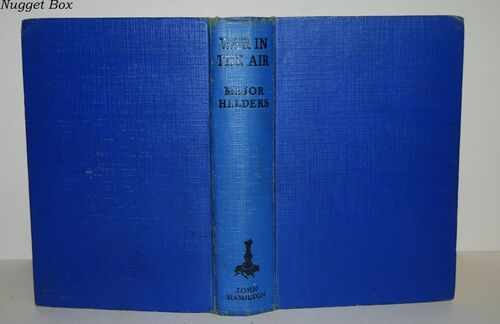 Nugget Box
WAR IN
THE AIR
MAJOR
HELDERS
JOHN
HAMILTON